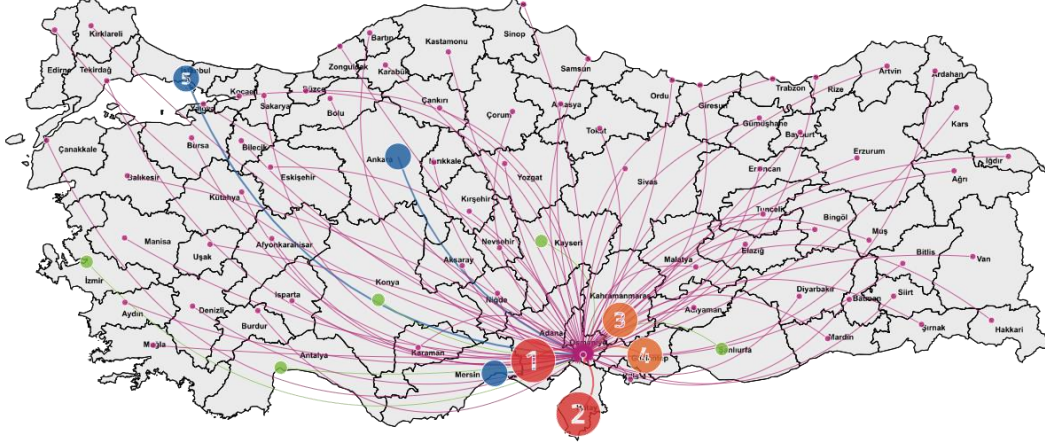 Sinop
Kırklareli
Bartın
Kastamonu
Edirne
Tekirdağ
Zonguldak
Karabük
Samsun
Artvin
Ardahan
5
Kocaeli
Düzce
Trabzon
Rize
Sakarya
Ordu
Giresun
Yalova
Bolu
Çankırı
Çorum
Amasya
Tokat
Gümüşhane
Bayburt
Kars
Çanakkale
Bursa
Bilecik
Ankara
Kırıkkale
Erzurum
Iğdır
Balıkesir
Eskişehir
Yozgat
Sivas
Erzincan
Ağrı
Kütahya
Kırşehir
Tunceli
Bingöl
Manisa
Uşak
Afyonkarahisar
Nevşehir
Kayseri
Elazığ
Muş
İzmir
Aksaray
Malatya
Bitlis
Van
Konya
Aydın
Denizli
Isparta
Niğde
Kahramanmaraş
Diyarbakır
Batman
Siirt
Adıyaman
Burdur
3
Şırnak
Hakkari
Muğla
Antalya
Karaman
Adana
Osmaniye
Şanlıurfa
Mardin
1
4
Mersin
Kilis
2